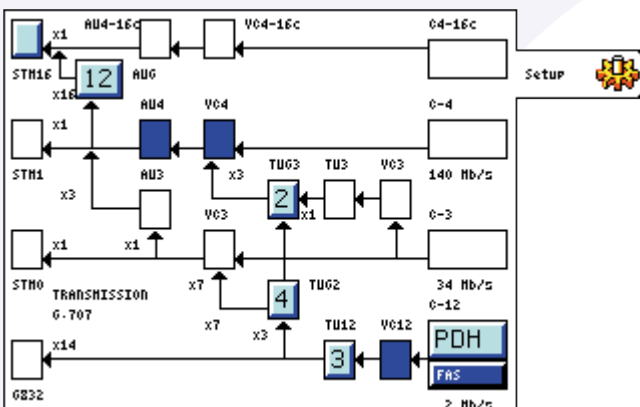 AU4-16c VC4-16c C4-16c
x1
STM16 12 AUG Setup
x16
x1 AU4 VC4 C-4
STM1 AU3 x3 TUG3 TU3 VC3 140 Mb/s
x3 VC3 2 x1 C-3
x1 x1
STM0 x7 TUG2 34 Mb/s
TRANSMISSION 4 C-12
G.707 x7 x3 TU12 VC12 PDH
x14 3 FAS
G832 2 Mb/s